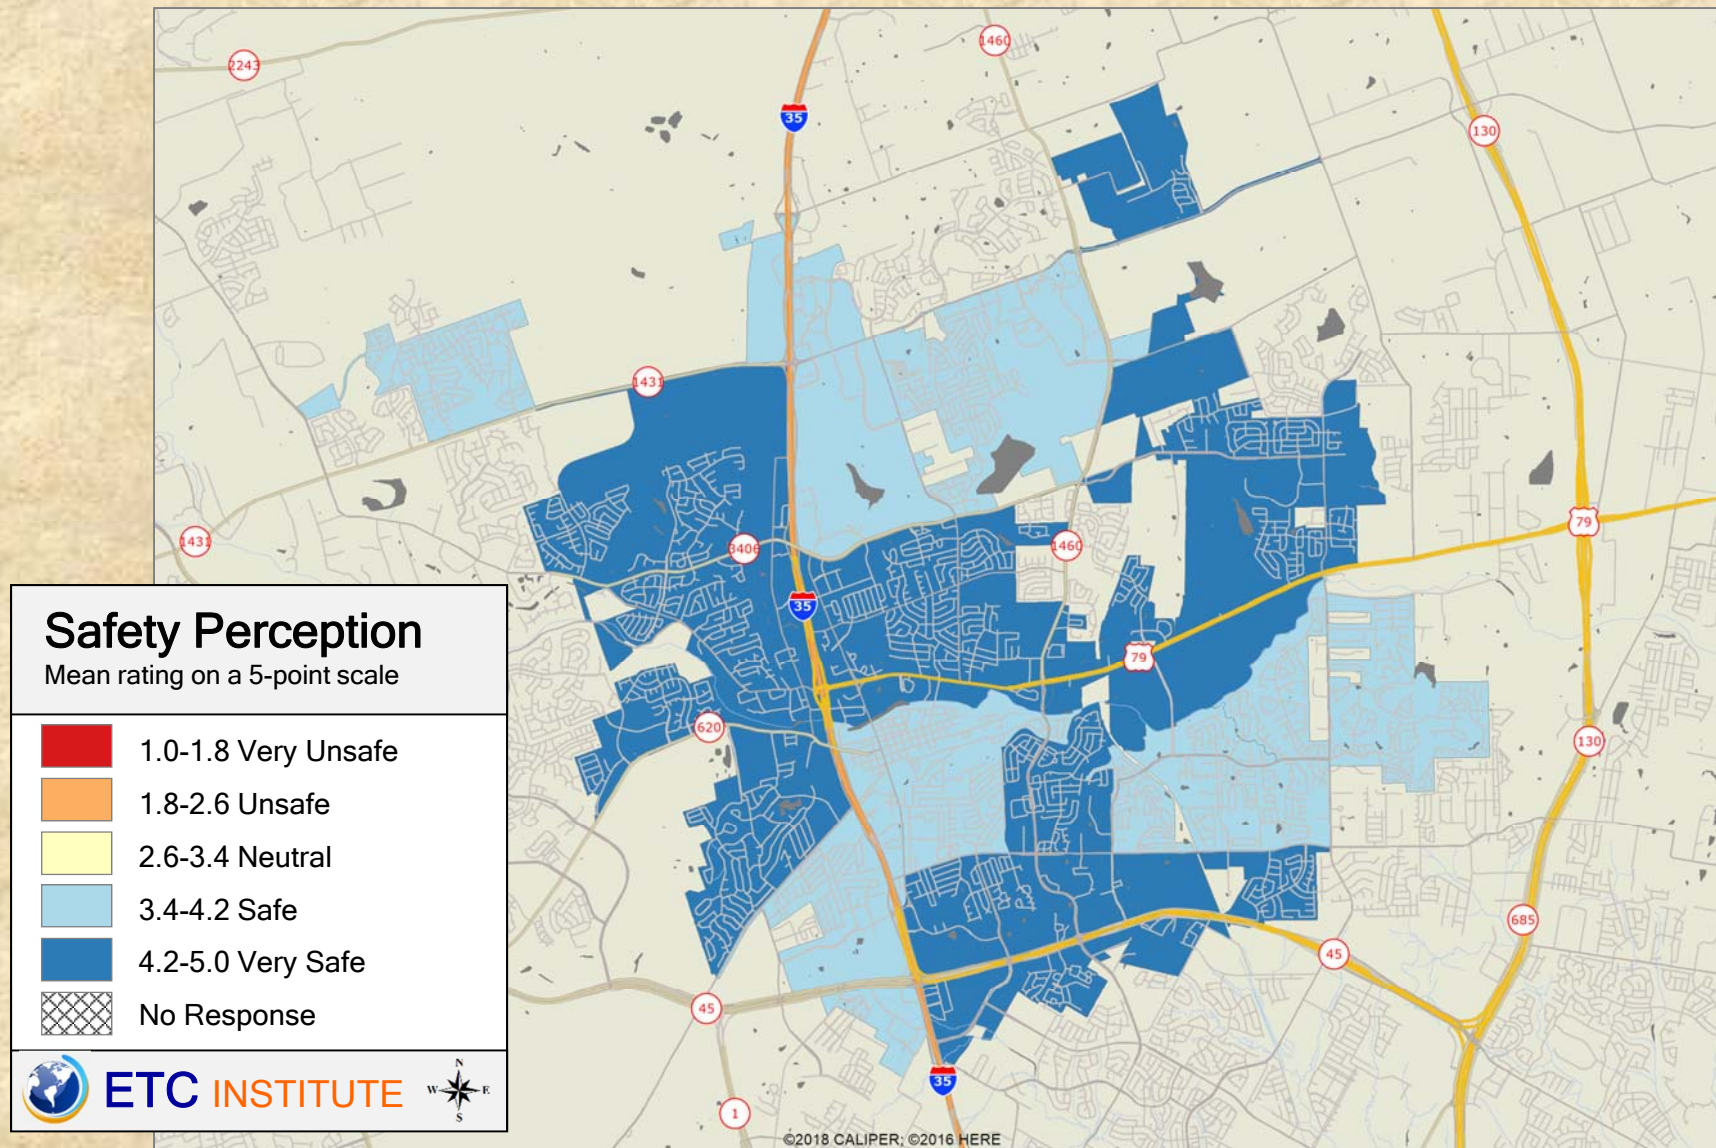 2243
1460
35
130
1431
1431
3406
1460
35
79
79
620
130
685
45
45
35
1
Safety Perception
Mean rating on a 5-point scale
1.0-1.8 Very Unsafe
1.8-2.6 Unsafe
2.6-3.4 Neutral
3.4-4.2 Safe
4.2-5.0 Very Safe
No Response
ETC INSTITUTE
N
W E
S
©2018 CALIPER; ©2016 HERE